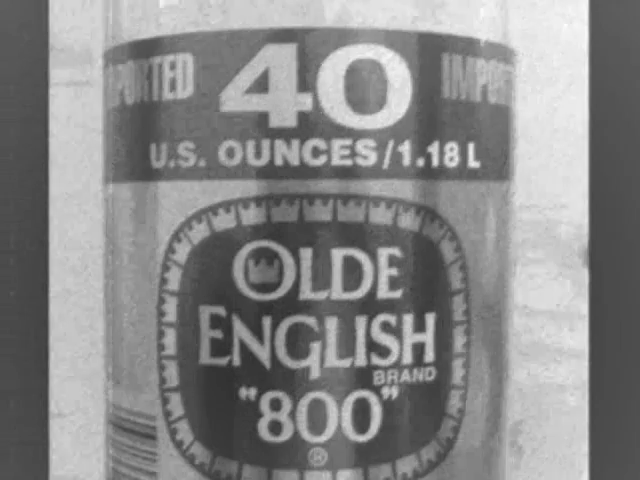 40
U.S. OUNCES/1.18 L
OLDE
ENGLISH
BRAND
"800"
®